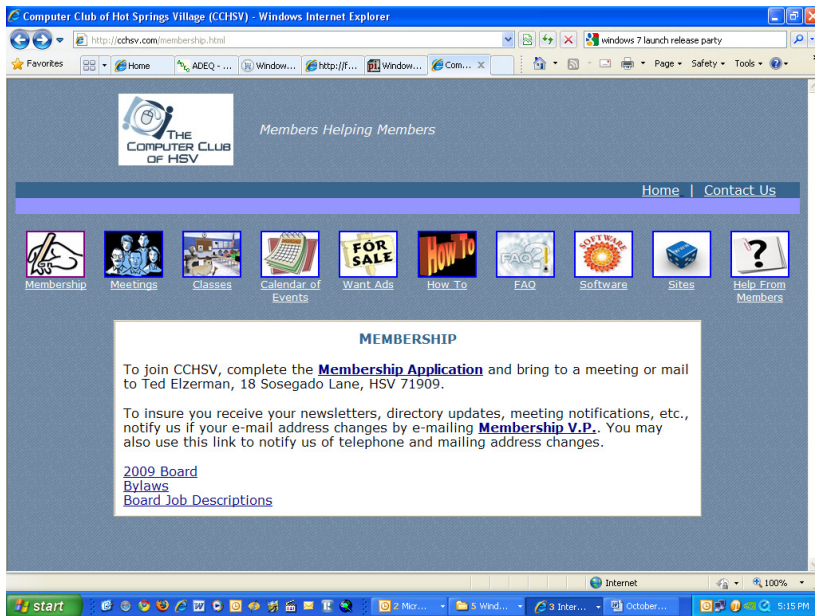 Computer Club of Hot Springs Village (CCHSV) - Windows Internet Explorer
http://cchsv.com/membership.html
windows 7 launch release party
Favorites Home ADEQ - ... Window... http://f... Window... Com... X Page Safety Tools
THE
COMPUTER CLUB
OF HSV
Members Helping Members
Home | Contact Us
FOR
SALE
How To
FAQ
SOFTWARE
?
Membership Meetings Classes Calendar of Events Want Ads How To FAQ Software Sites Help From Members
MEMBERSHIP
To join CCHSV, complete the Membership Application and bring to a meeting or mail
to Ted Elzerman, 18 Sosegado Lane, HSV 71909.
To insure you receive your newsletters, directory updates, meeting notifications, etc.,
notify us if your e-mail address changes by e-mailing Membership V.P.. You may
also use this link to notify us of telephone and mailing address changes.
2009 Board
Bylaws
Board Job Descriptions
Internet 100%
start 2 Micr... 5 Wind... 3 Inter... October... 5:15 PM